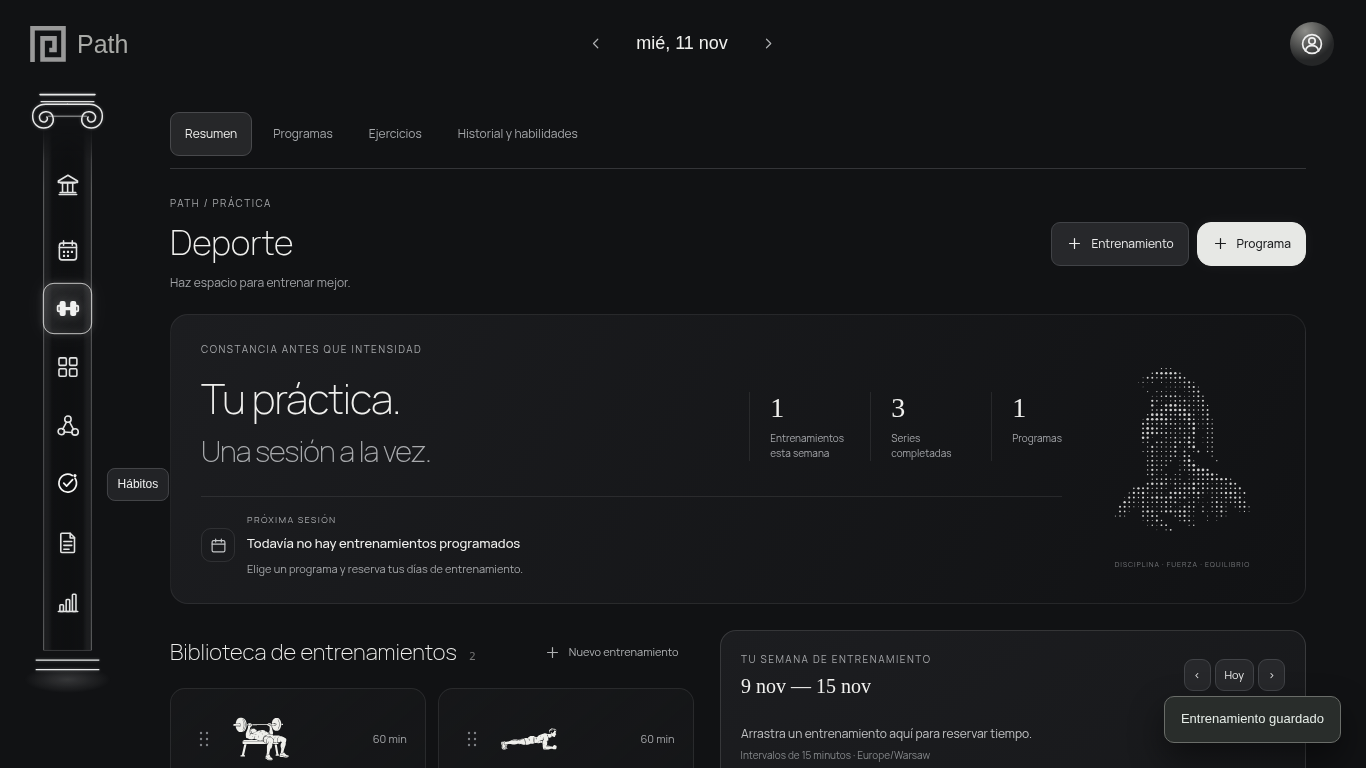 Path
mié, 11 nov
Resumen
Programas
Ejercicios
Historial y habilidades
PATH / PRÁCTICA
Deporte
Haz espacio para entrenar mejor.
Entrenamiento
Programa
CONSTANCIA ANTES QUE INTENSIDAD
Tu práctica.
Una sesión a la vez.
1
Entrenamientos
esta semana
3
Series
completadas
1
Programas
PRÓXIMA SESIÓN
Todavía no hay entrenamientos programados
Elige un programa y reserva tus días de entrenamiento.
DISCIPLINA · FUERZA · EQUILIBRIO
Hábitos
Biblioteca de entrenamientos 2
Nuevo entrenamiento
60 min
60 min
TU SEMANA DE ENTRENAMIENTO
9 nov — 15 nov
‹ Hoy ›
Arrastra un entrenamiento aquí para reservar tiempo.
Intervalos de 15 minutos · Europe/Warsaw
Entrenamiento guardado